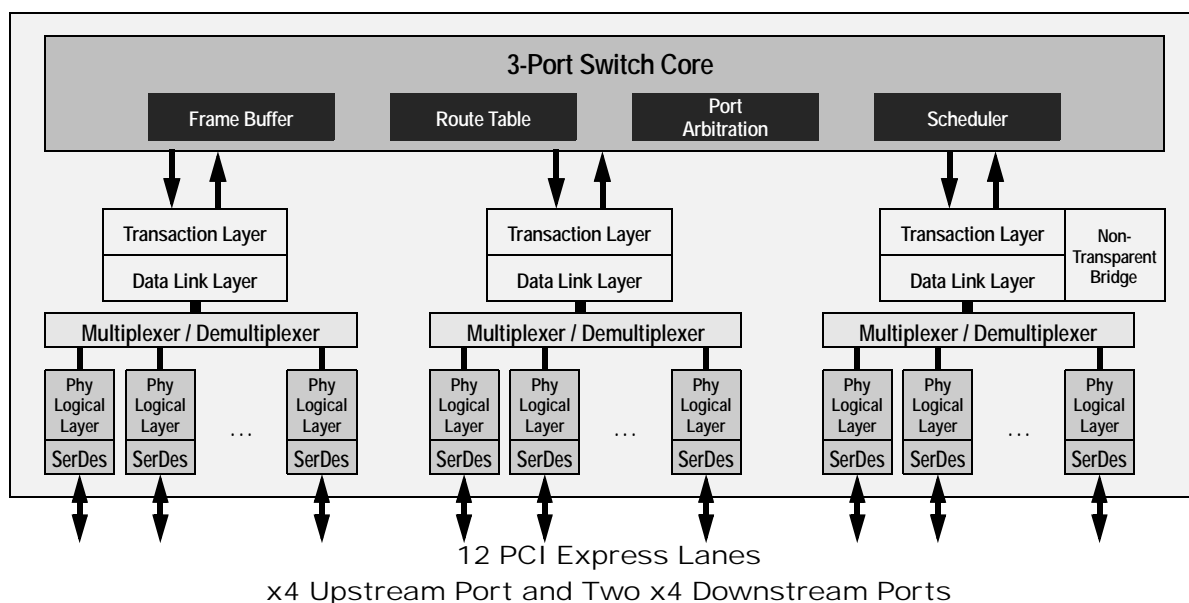 3-Port Switch Core
Frame Buffer
Route Table
Port
Arbitration
Scheduler
Transaction Layer
Data Link Layer
Transaction Layer
Data Link Layer
Transaction Layer
Data Link Layer
Non-
Transparent
Bridge
Multiplexer / Demultiplexer
Multiplexer / Demultiplexer
Multiplexer / Demultiplexer
Phy
Logical
Layer
SerDes
Phy
Logical
Layer
SerDes
...
Phy
Logical
Layer
SerDes
Phy
Logical
Layer
SerDes
Phy
Logical
Layer
SerDes
...
Phy
Logical
Layer
SerDes
Phy
Logical
Layer
SerDes
Phy
Logical
Layer
SerDes
...
Phy
Logical
Layer
SerDes
12 PCI Express Lanes
x4 Upstream Port and Two x4 Downstream Ports